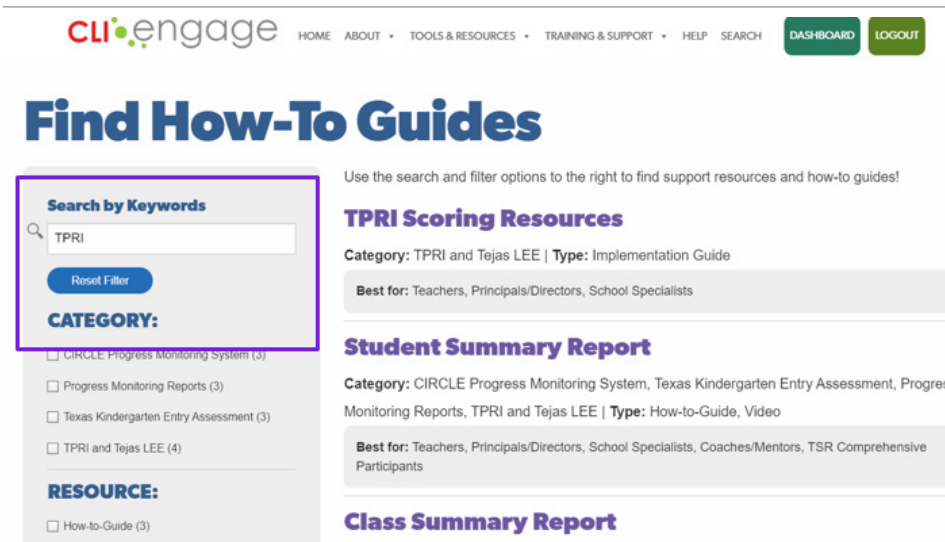 CLI engage HOME ABOUT TOOLS & RESOURCES TRAINING & SUPPORT HELP SEARCH DASHBOARD LOGOUT
Find How-To Guides
Search by Keywords
TPRI
Reset Filter
CATEGORY:
CIRCLE Progress Monitoring System (3)
Progress Monitoring Reports (3)
Texas Kindergarten Entry Assessment (3)
TPRI and Tejas LEE (4)
RESOURCE:
How-to-Guide (3)
Use the search and filter options to the right to find support resources and how-to guides!
TPRI Scoring Resources
Category: TPRI and Tejas LEE | Type: Implementation Guide
Best for: Teachers, Principals/Directors, School Specialists
Student Summary Report
Category: CIRCLE Progress Monitoring System, Texas Kindergarten Entry Assessment, Progres
Monitoring Reports, TPRI and Tejas LEE | Type: How-to-Guide, Video
Best for: Teachers, Principals/Directors, School Specialists, Coaches/Mentors, TSR Comprehensive
Participants
Class Summary Report